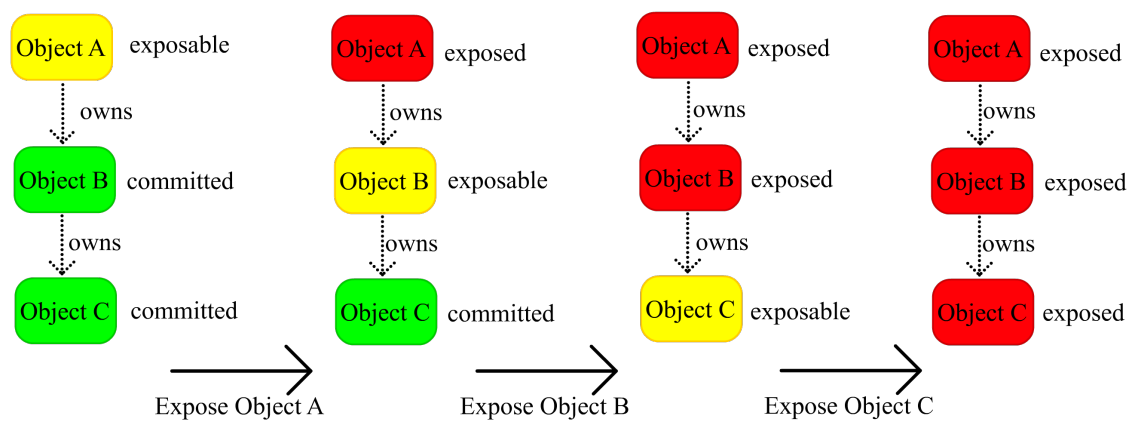 Object A exposable
owns
Object B committed
owns
Object C committed
Object A exposed
owns
Object B exposable
owns
Object C committed
Object A exposed
owns
Object B exposed
owns
Object C exposable
Object A exposed
owns
Object B exposed
owns
Object C exposed
Expose Object A
Expose Object B
Expose Object C